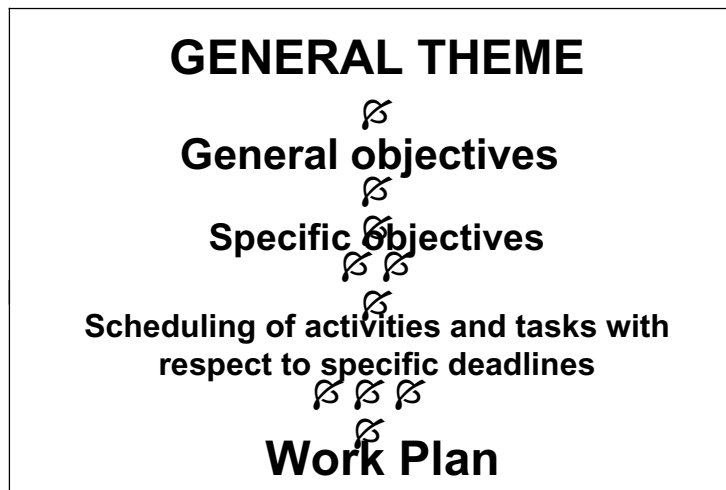 GENERAL THEME
General objectives
Specific objectives
Scheduling of activities and tasks with
respect to specific deadlines
Work Plan